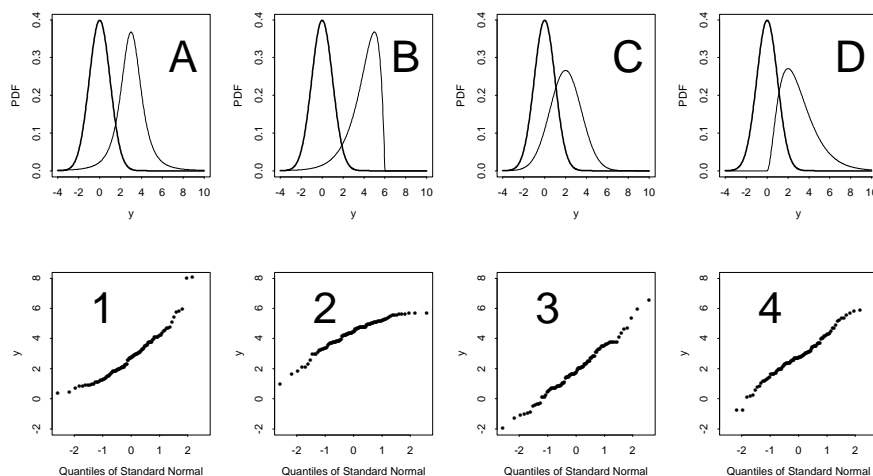 A
B
C
D
PDF
PDF
PDF
PDF
0.0 0.1 0.2 0.3 0.4
0.0 0.1 0.2 0.3 0.4
0.0 0.1 0.2 0.3 0.4
0.0 0.1 0.2 0.3 0.4
-4 -2 0 2 4 6 8 10
-4 -2 0 2 4 6 8 10
-4 -2 0 2 4 6 8 10
-4 -2 0 2 4 6 8 10
y
y
y
y
1
2
3
4
y
y
y
y
-2 0 2 4 6 8
-2 0 2 4 6 8
-2 0 2 4 6 8
-2 0 2 4 6 8
-2 -1 0 1 2
-2 -1 0 1 2
-2 -1 0 1 2
-2 -1 0 1 2
Quantiles of Standard Normal
Quantiles of Standard Normal
Quantiles of Standard Normal
Quantiles of Standard Normal